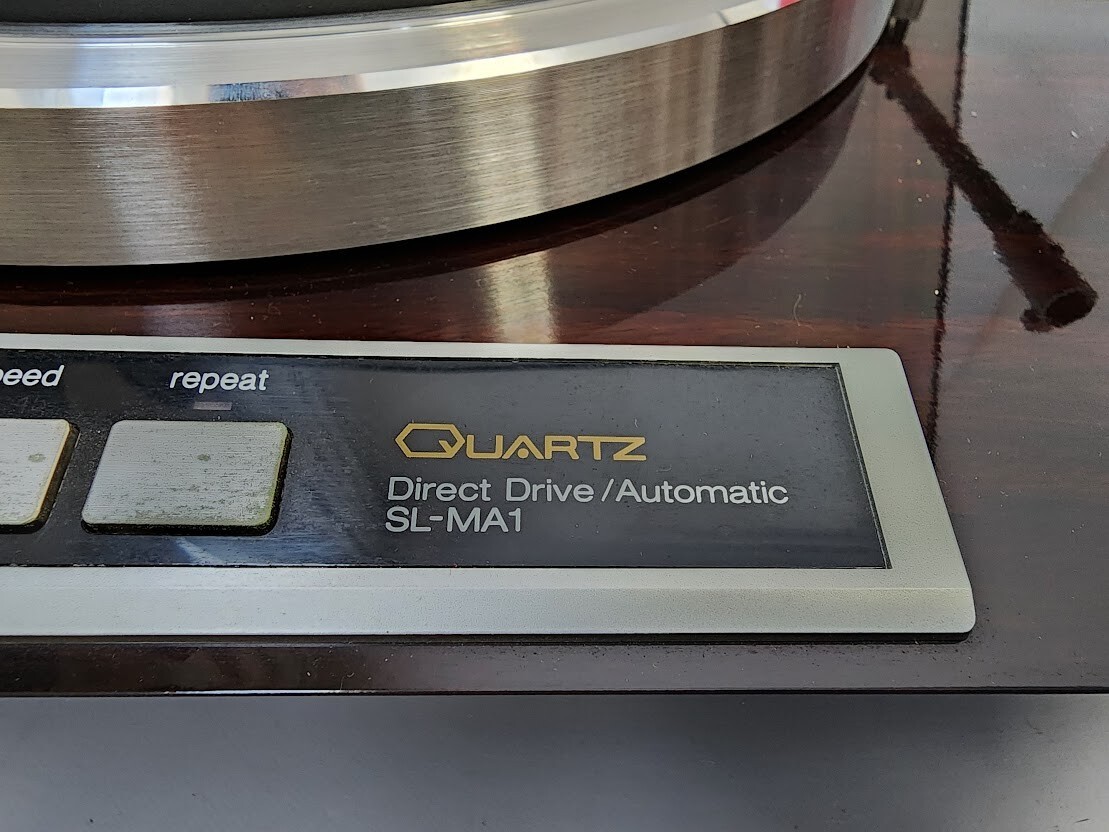 peed
repeat
QUARTZ
Direct Drive/Automatic
SL-MA1